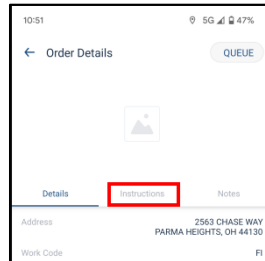 10:51 5G 47%
Order Details QUEUE
Details Instructions Notes
Address 2563 CHASE WAY
PARMA HEIGHTS, OH 44130
Work Code FI